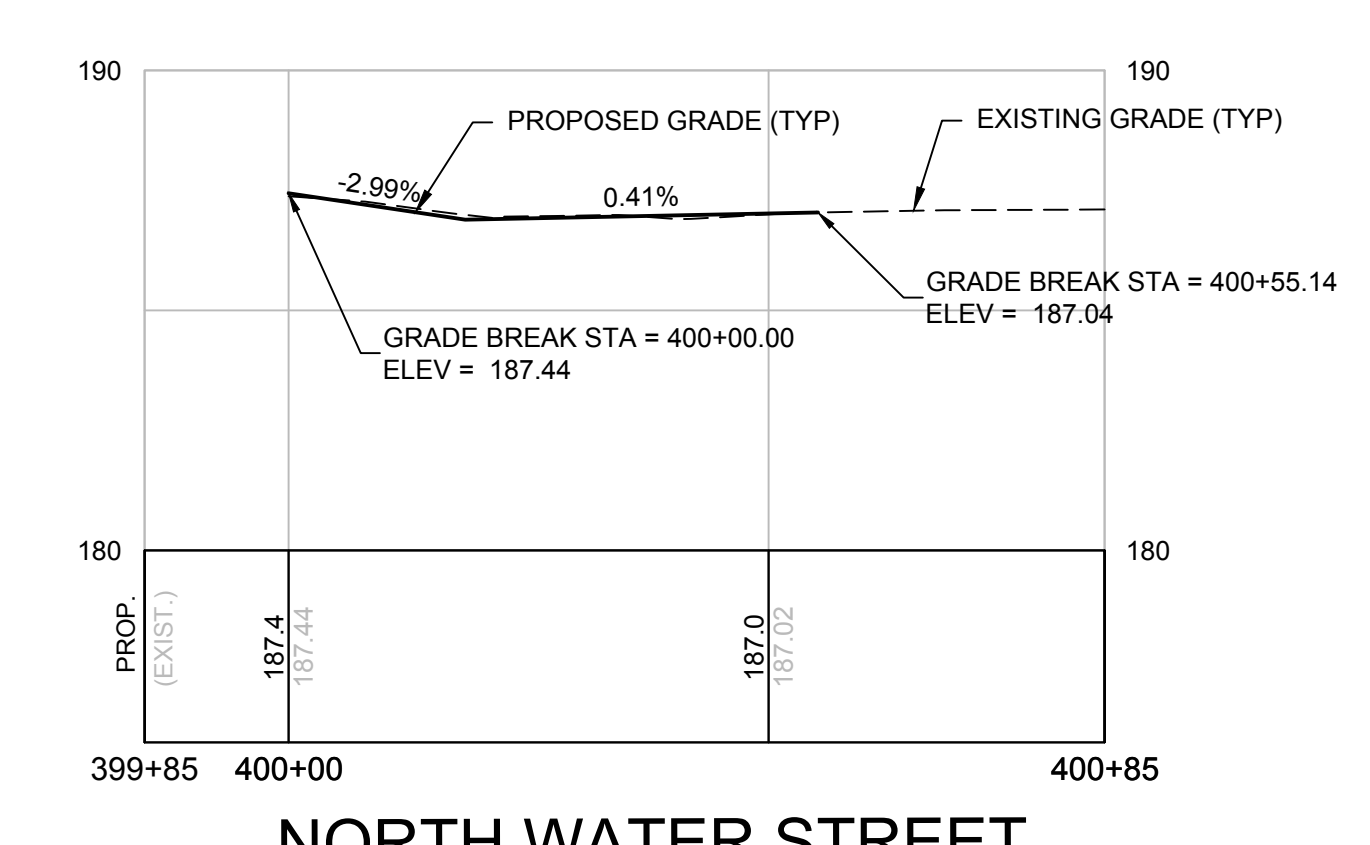 190
190
PROPOSED GRADE (TYP)
EXISTING GRADE (TYP)
-2.99%
0.41%
GRADE BREAK STA = 400+55.14
ELEV = 187.04
GRADE BREAK STA = 400+00.00
ELEV = 187.44
180
180
PROP.
(EXIST.)
187.4
187.44
187.0
187.02
399+85
400+00
400+85
NORTH WATER STREET